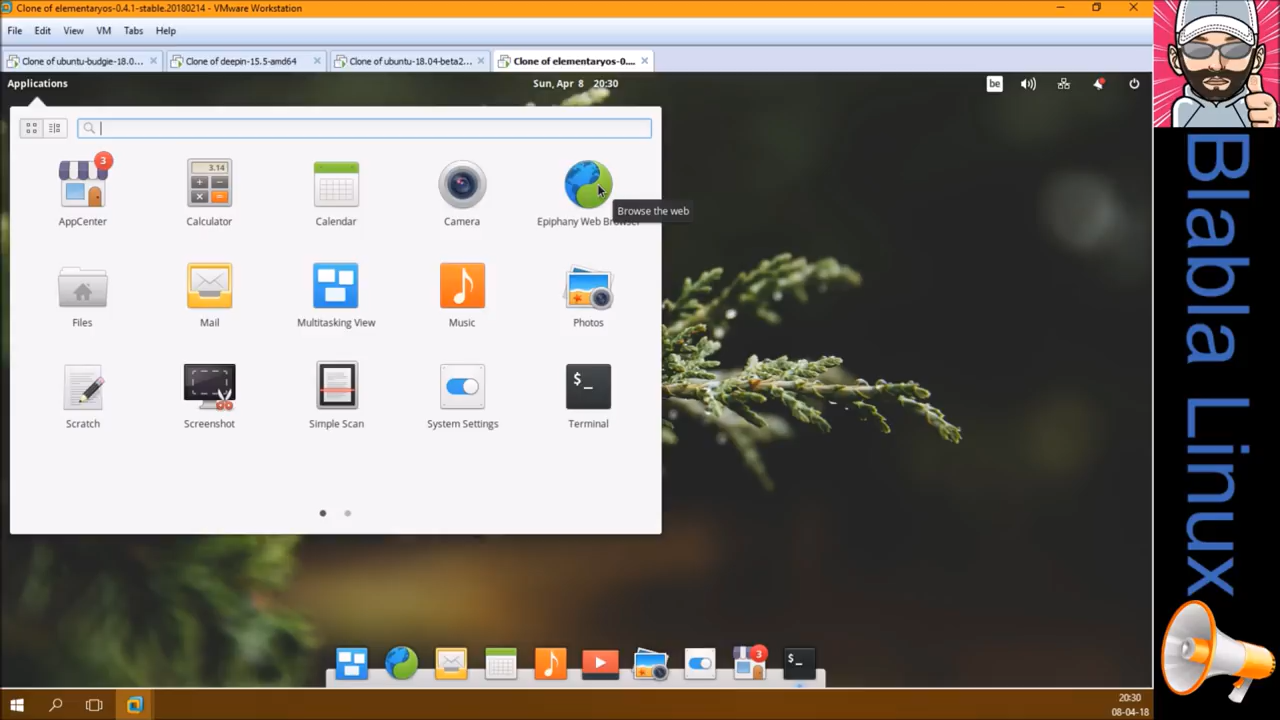 Clone of elementaryos-0.4.1-stable.20180214 - VMware Workstation
File Edit View VM Tabs Help
Clone of ubuntu-budgie-18.0... Clone of deepin-15.5-amd64 Clone of ubuntu-18.04-beta2... Clone of elementaryos-0....
Applications Sun, Apr 8 20:30 be
3 3.14
AppCenter Calculator Calendar Camera Epiphany Web Browser
Browse the web
Files Mail Multitasking View Music Photos
$_
Scratch Screenshot Simple Scan System Settings Terminal
3 $_
20:30
08-04-18
Blabla Linux